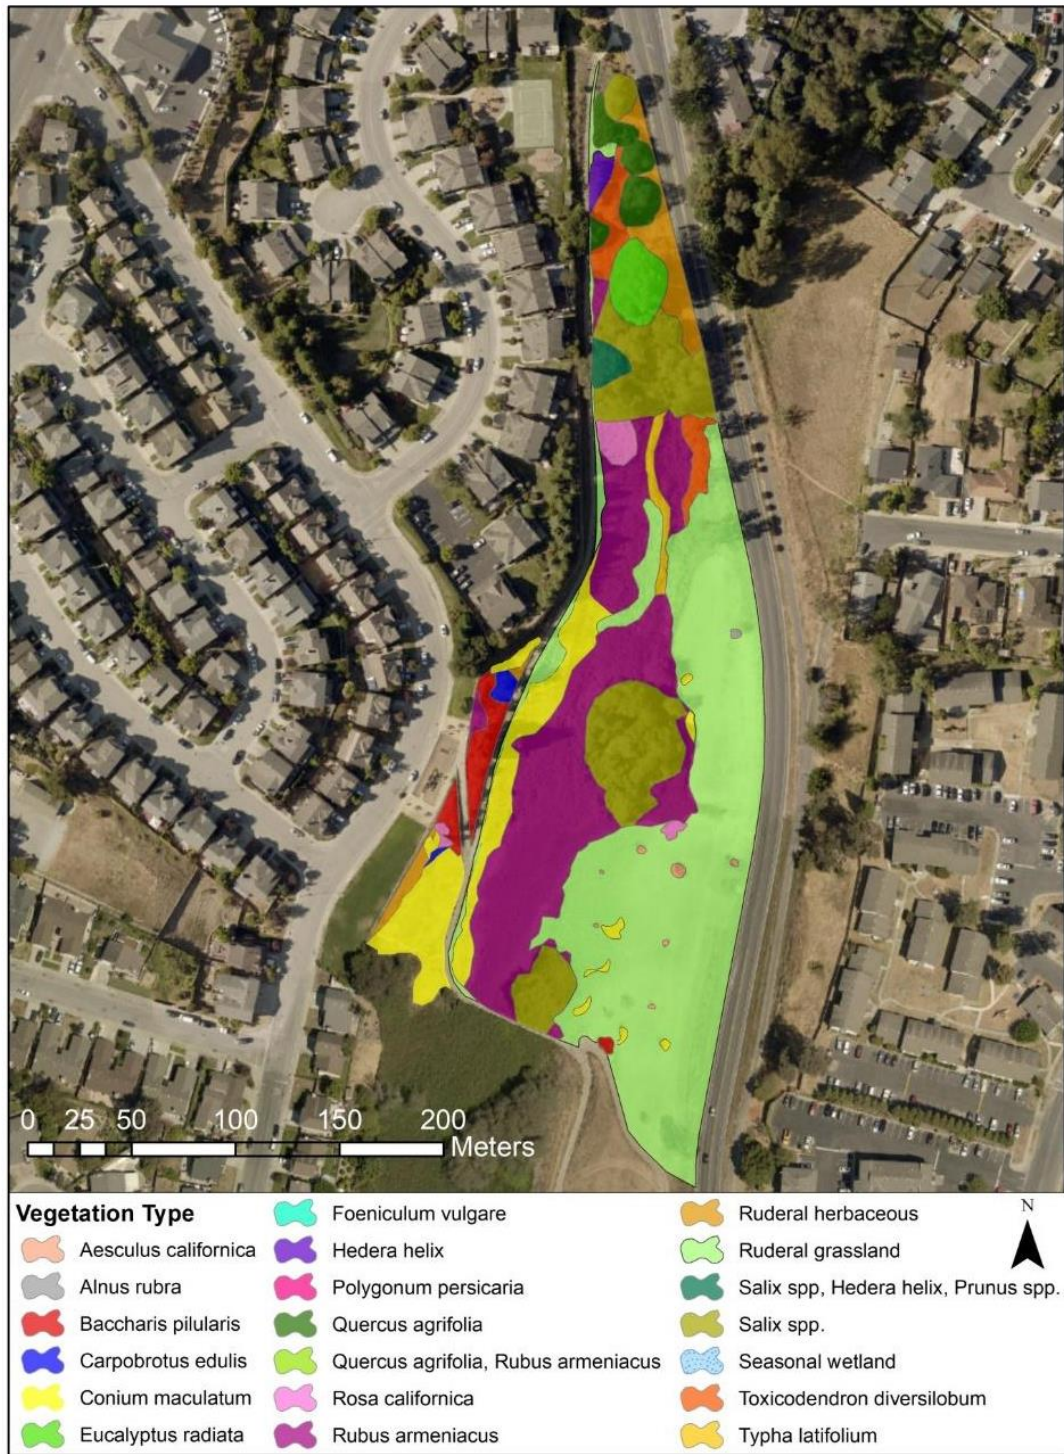 0 25 50 100 150 200
Meters
Vegetation Type
Aesculus californica
Alnus rubra
Baccharis pilularis
Carpobrotus edulis
Conium maculatum
Eucalyptus radiata
Foeniculum vulgare
Hedera helix
Polygonum persicaria
Quercus agrifolia
Quercus agrifolia, Rubus armeniacus
Rosa californica
Rubus armeniacus
Ruderal herbaceous
Ruderal grassland
Salix spp, Hedera helix, Prunus spp.
Salix spp.
Seasonal wetland
Toxicodendron diversilobum
Typha latifolium
N